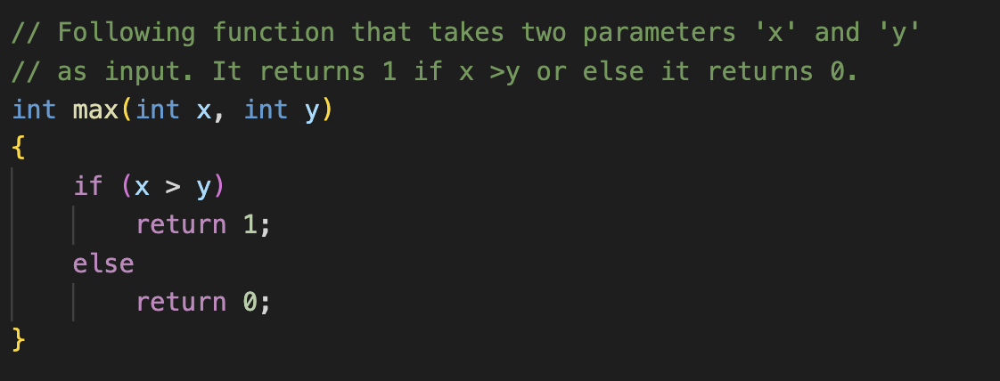 // Following function that takes two parameters 'x' and 'y'
// as input. It returns 1 if x >y or else it returns 0.
int max(int x, int y)
{
    if (x > y)
        return 1;
    else
        return 0;
}